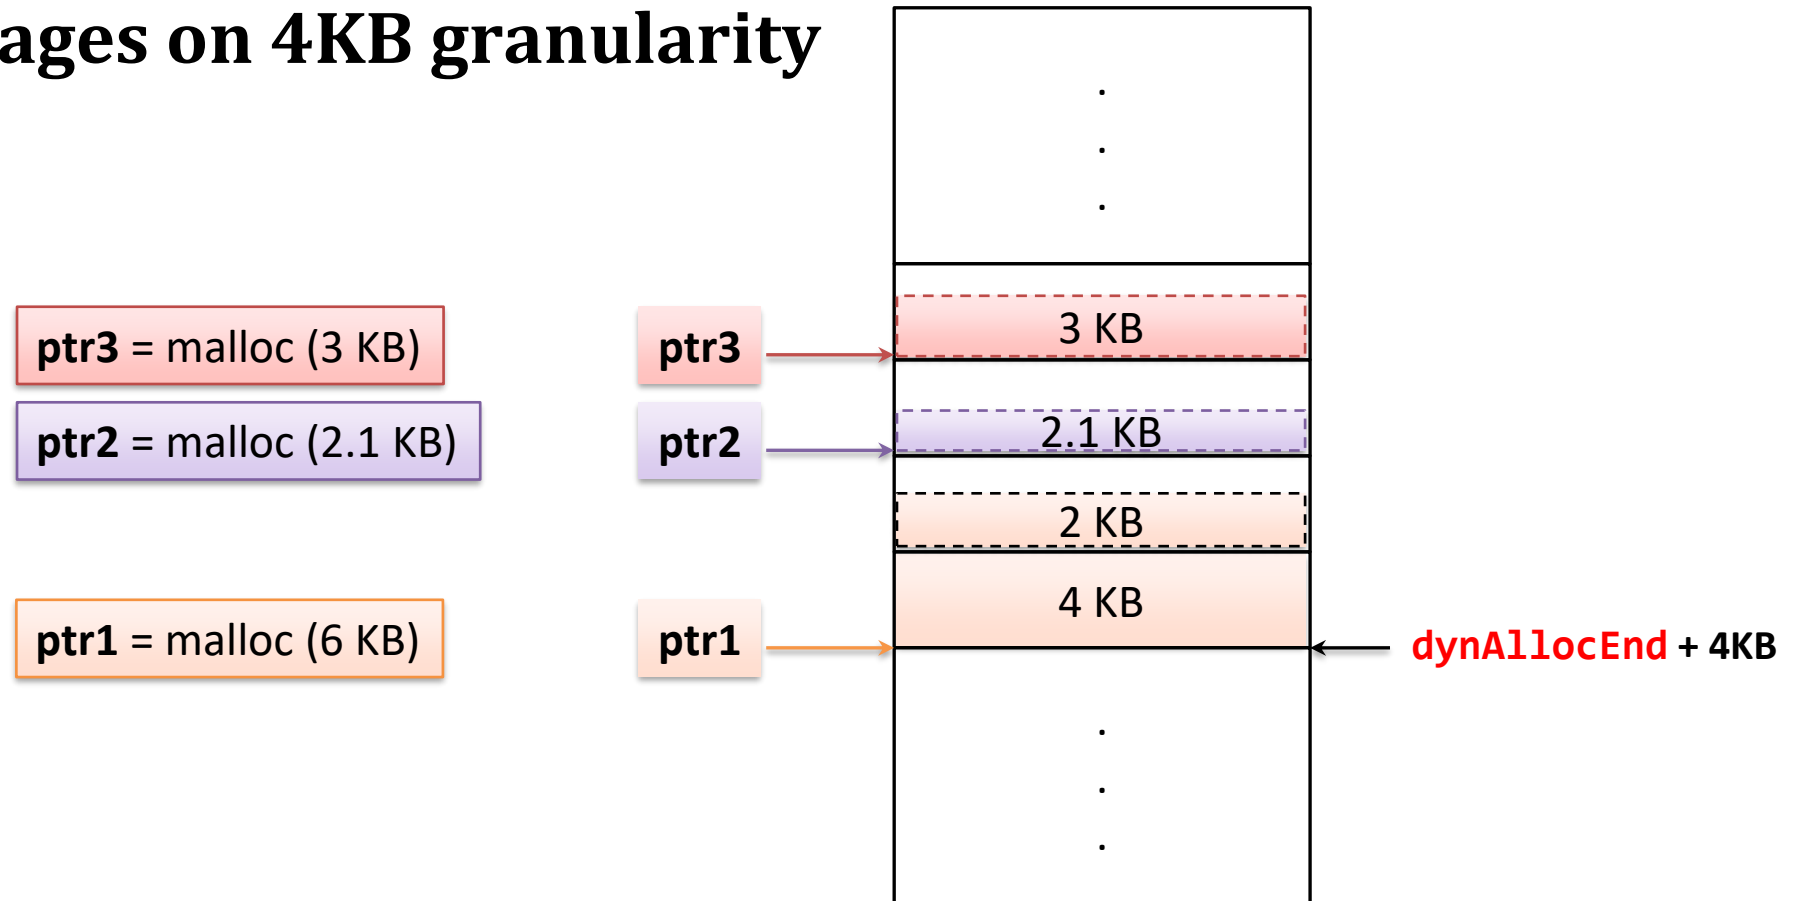 ages on 4KB granularity
.
.
.
ptr3 = malloc (3 KB)
ptr3
3 KB
ptr2 = malloc (2.1 KB)
ptr2
2.1 KB
2 KB
4 KB
ptr1 = malloc (6 KB)
ptr1
dynAllocEnd + 4KB
.
.
.